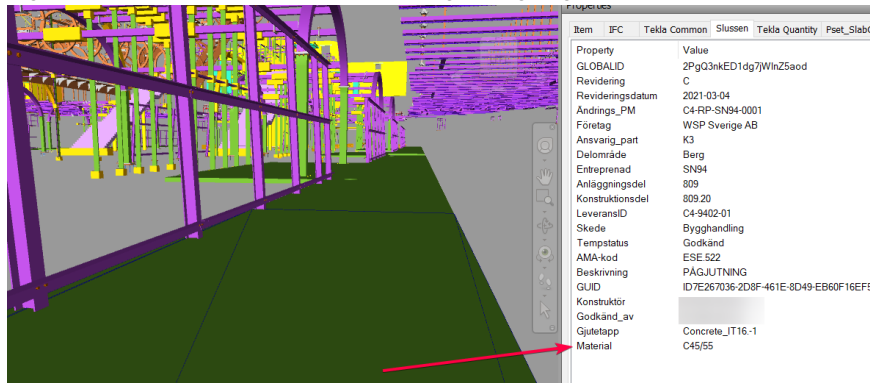 Properties
Item IFC Tekla Common Slussen Tekla Quantity Pset_Slab
Property Value
GLOBALID 2PgQ3nkED1dg7jWlnZ5aod
Revidering C
Revideringsdatum 2021-03-04
Ändrings_PM C4-RP-SN94-0001
Företag WSP Sverige AB
Ansvarig_part K3
Delområde Berg
Entreprenad SN94
Anläggningsdel 809
Konstruktionsdel 809.20
LeveransID C4-9402-01
Skede Bygghandling
Tempstatus Godkänd
AMA-kod ESE.522
Beskrivning PÅGJUTNING
GUID ID7E267036-2D8F-461E-8D49-EB60F16EF5
Konstruktör
Godkänd_av
Gjutetapp Concrete_IT16.-1
Material C45/55